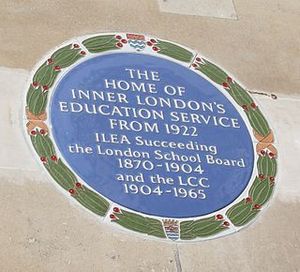 THE
HOME OF
INNER LONDON'S
EDUCATION SERVICE
FROM 1922
ILEA Succeeding
the London School Board
1870-1904
and the LCC
1904-1965